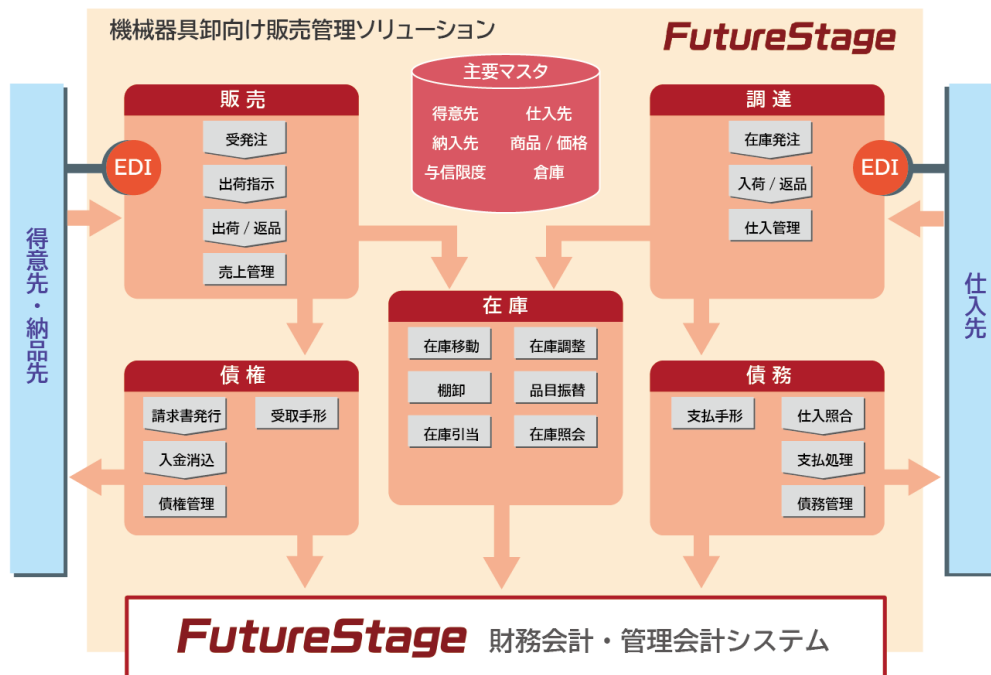 機械器具卸向け販売管理ソリューション
FutureStage
主要マスタ
得意先 仕入先
納入先 商品 / 価格
与信限度 倉庫
得意先・納品先
EDI
販売
受発注
出荷指示
出荷 / 返品
売上管理
調達
在庫発注
入荷 / 返品
仕入管理
EDI
仕入先
在庫
在庫移動 在庫調整
棚卸 品目振替
在庫引当 在庫照会
債権
請求書発行 受取手形
入金消込
債権管理
債務
支払手形 仕入照合
支払処理
債務管理
FutureStage 財務会計・管理会計システム